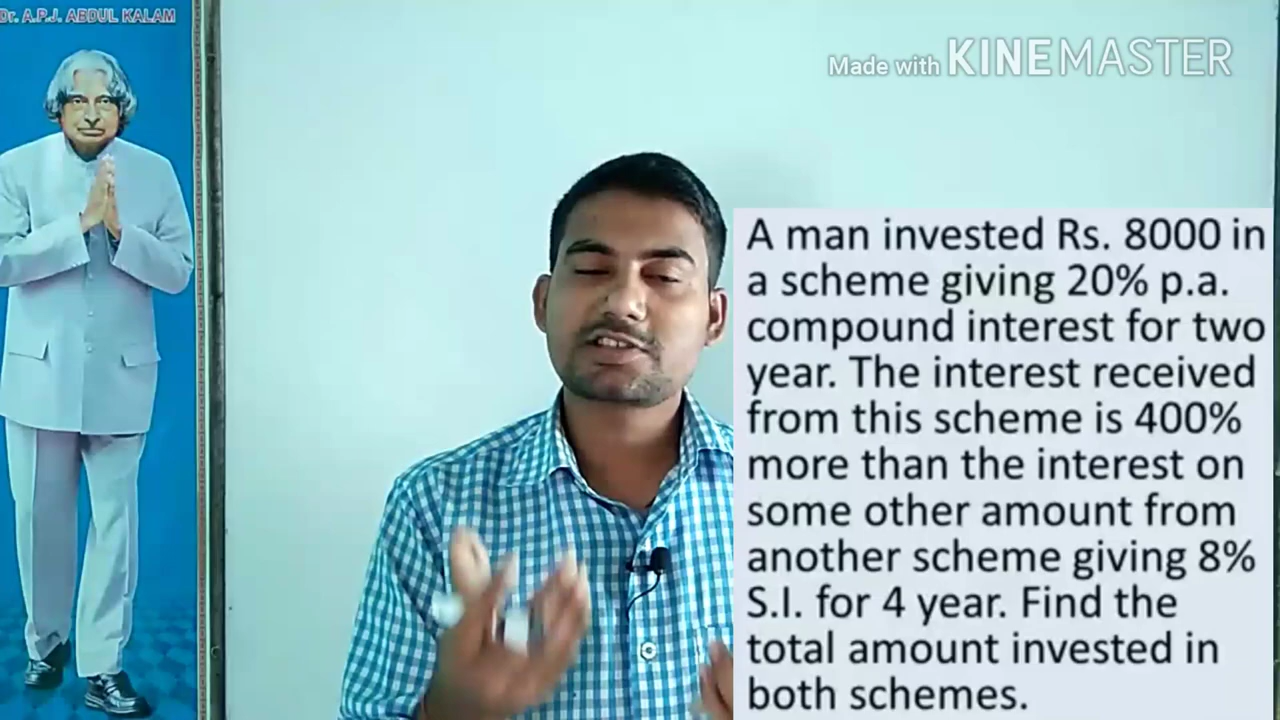 Dr. A.P.J. ABDUL KALAM
Made with KINEMASTER
A man invested Rs. 8000 in
a scheme giving 20% p.a.
compound interest for two
year. The interest received
from this scheme is 400%
more than the interest on
some other amount from
another scheme giving 8%
S.I. for 4 year. Find the
total amount invested in
both schemes.